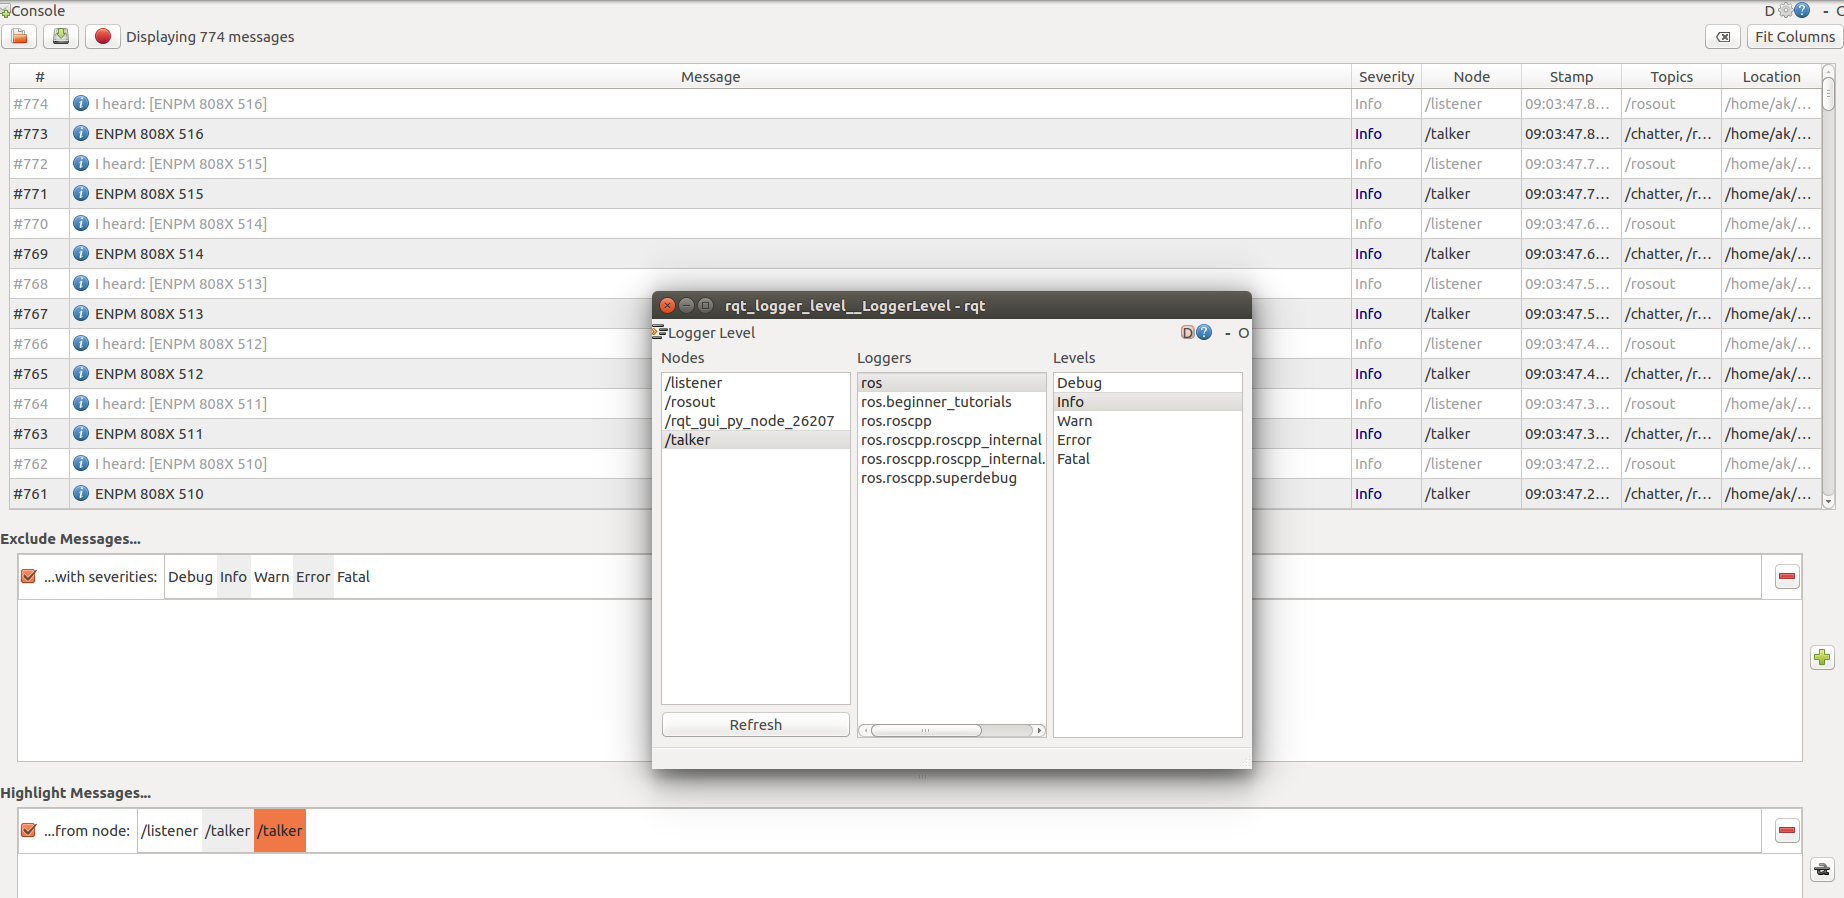 Console D ? - O
Displaying 774 messages Fit Columns
# Message Severity Node Stamp Topics Location
#774 I heard: [ENPM 808X 516] Info /listener 09:03:47.8... /rosout /home/ak/...
#773 ENPM 808X 516 Info /talker 09:03:47.8... /chatter, /r... /home/ak/...
#772 I heard: [ENPM 808X 515] Info /listener 09:03:47.7... /rosout /home/ak/...
#771 ENPM 808X 515 Info /talker 09:03:47.7... /chatter, /r... /home/ak/...
#770 I heard: [ENPM 808X 514] Info /listener 09:03:47.6... /rosout /home/ak/...
#769 ENPM 808X 514 Info /talker 09:03:47.6... /chatter, /r... /home/ak/...
#768 I heard: [ENPM 808X 513] Info /listener 09:03:47.5... /rosout /home/ak/...
#767 ENPM 808X 513 Info /talker 09:03:47.5... /chatter, /r... /home/ak/...
#766 I heard: [ENPM 808X 512] Info /listener 09:03:47.4... /rosout /home/ak/...
#765 ENPM 808X 512 Info /talker 09:03:47.4... /chatter, /r... /home/ak/...
#764 I heard: [ENPM 808X 511] Info /listener 09:03:47.3... /rosout /home/ak/...
#763 ENPM 808X 511 Info /talker 09:03:47.3... /chatter, /r... /home/ak/...
#762 I heard: [ENPM 808X 510] Info /listener 09:03:47.2... /rosout /home/ak/...
#761 ENPM 808X 510 Info /talker 09:03:47.2... /chatter, /r... /home/ak/...
rqt_logger_level__LoggerLevel - rqt
Logger Level D ? - O
Nodes
/listener
/rosout
/rqt_gui_py_node_26207
/talker
Refresh
Loggers
ros
ros.beginner_tutorials
ros.roscpp
ros.roscpp.roscpp_internal
ros.roscpp.roscpp_internal.
ros.roscpp.superdebug
Levels
Debug
Info
Warn
Error
Fatal
Exclude Messages...
...with severities: Debug Info Warn Error Fatal
Highlight Messages...
...from node: /listener /talker /talker